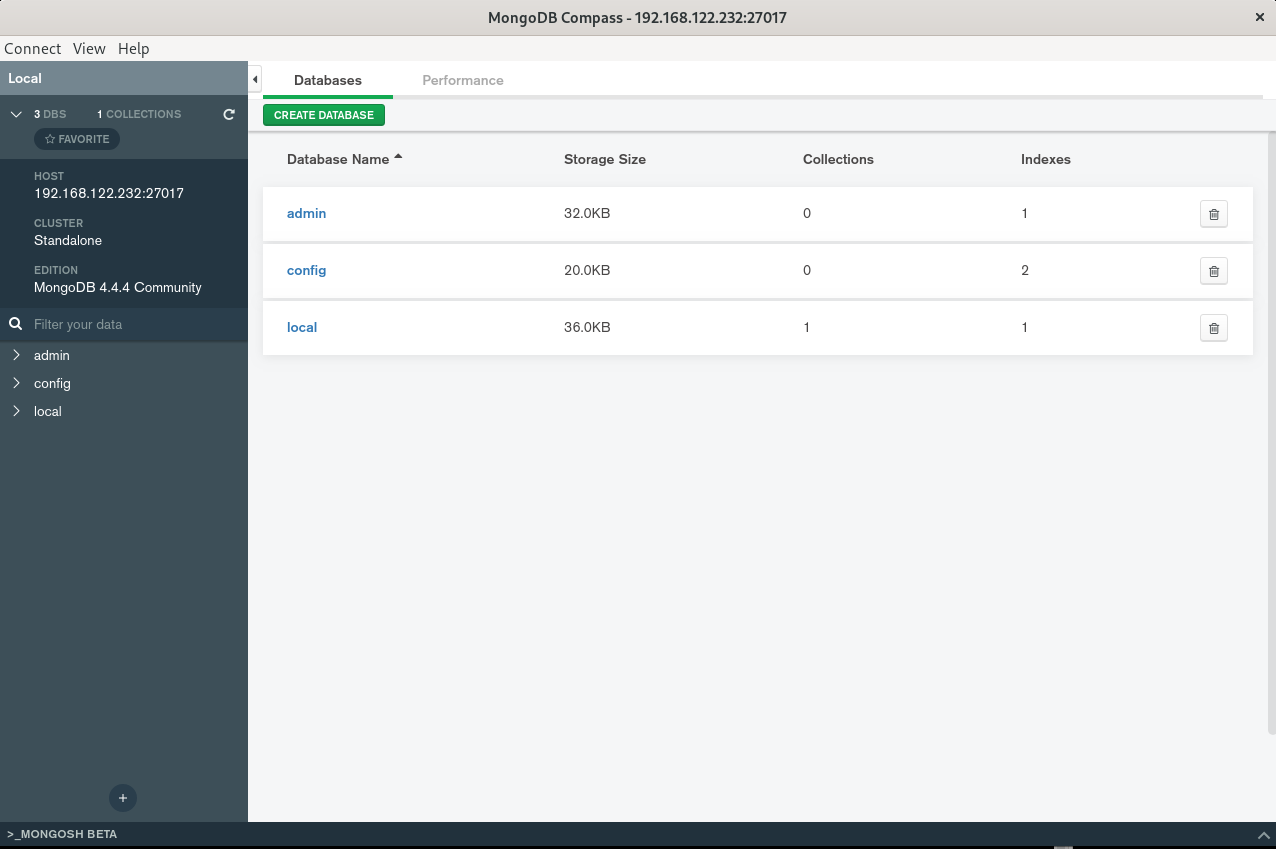 MongoDB Compass - 192.168.122.232:27017
Connect View Help
Local
3 DBS 1 COLLECTIONS
FAVORITE
HOST
192.168.122.232:27017
CLUSTER
Standalone
EDITION
MongoDB 4.4.4 Community
Filter your data
admin
config
local
Databases Performance
CREATE DATABASE
Database Name Storage Size Collections Indexes
admin 32.0KB 0 1
config 20.0KB 0 2
local 36.0KB 1 1
>_MONGOSH BETA